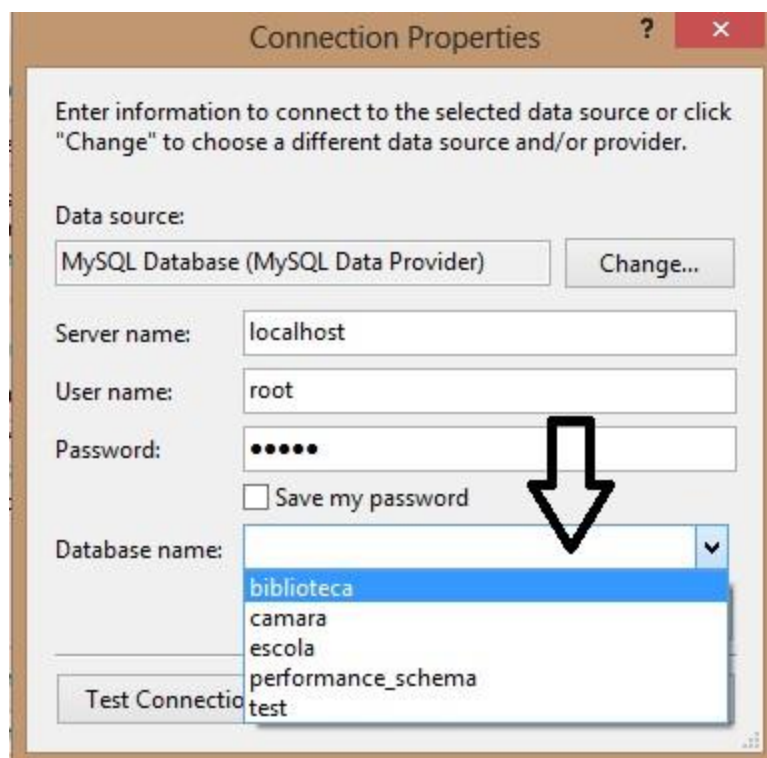 Connection Properties ? ×
Enter information to connect to the selected data source or click
"Change" to choose a different data source and/or provider.
Data source:
MySQL Database (MySQL Data Provider) Change...
Server name: localhost
User name: root
Password: •••••
Save my password
Database name:
biblioteca
camara
escola
performance_schema
test
Test Connectio